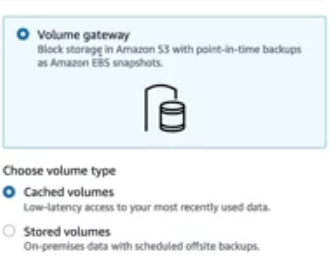 Volume gateway
Block storage in Amazon S3 with point-in-time backups
as Amazon EBS snapshots.
Choose volume type
Cached volumes
Low-latency access to your most recently used data.
Stored volumes
On-premises data with scheduled offsite backups.